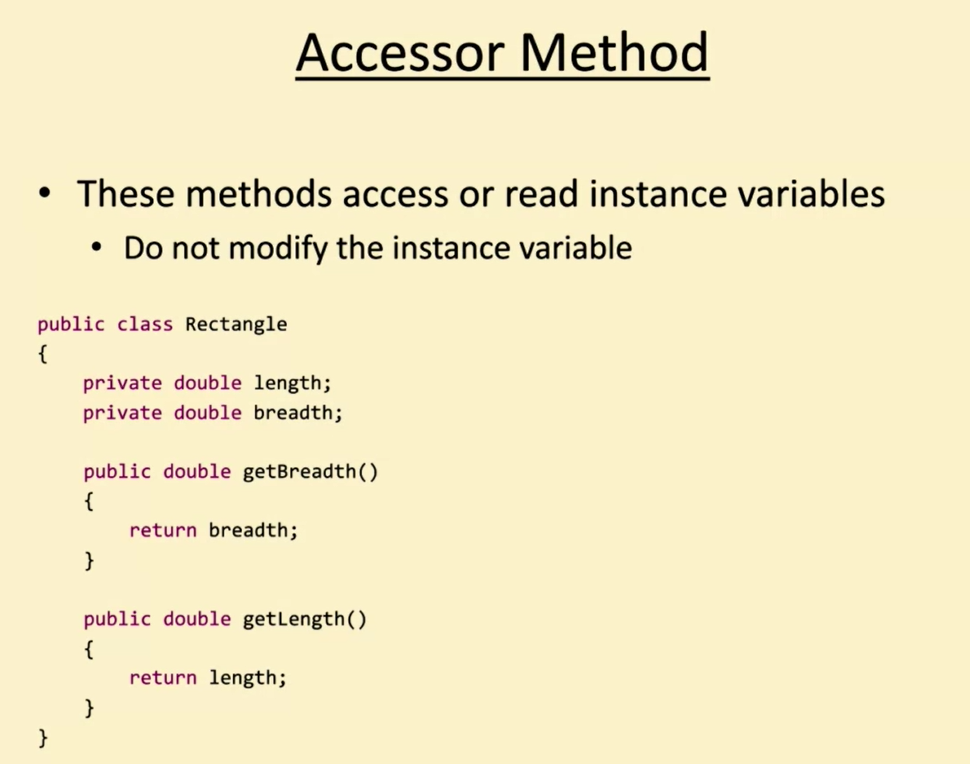 Accessor Method
• These methods access or read instance variables
• Do not modify the instance variable
public class Rectangle
{
private double length;
private double breadth;
public double getBreadth()
{
return breadth;
}
public double getLength()
{
return length;
}
}